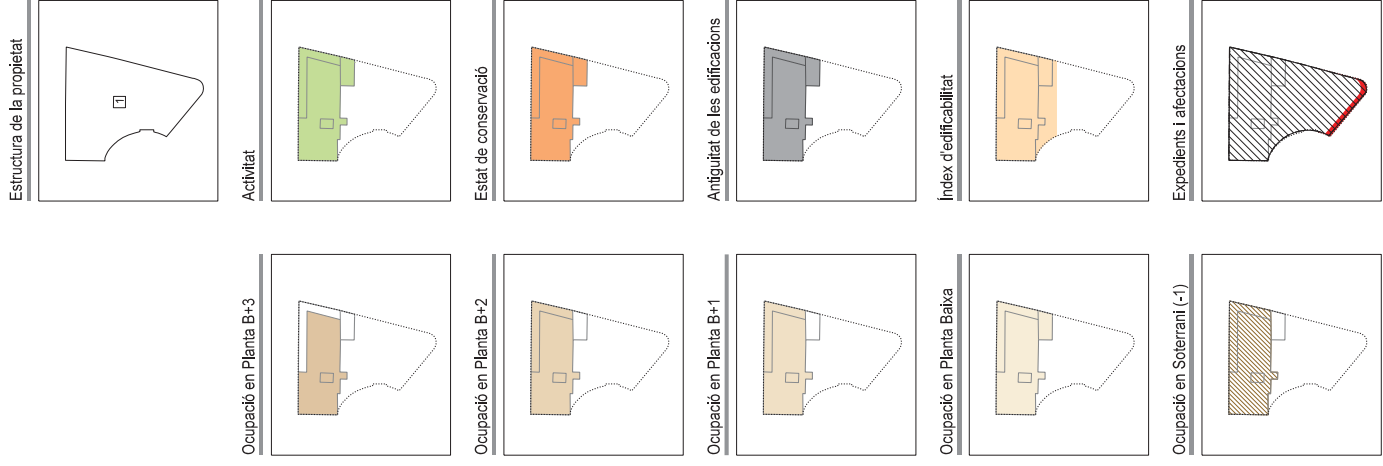 Estructura de la propietat
1
Activitat
Estat de conservació
Antiguitat de les edificacions
Índex d'edificabilitat
Expedients i afectacions
Ocupació en Planta B+3
Ocupació en Planta B+2
Ocupació en Planta B+1
Ocupació en Planta Baixa
Ocupació en Soterrani (-1)